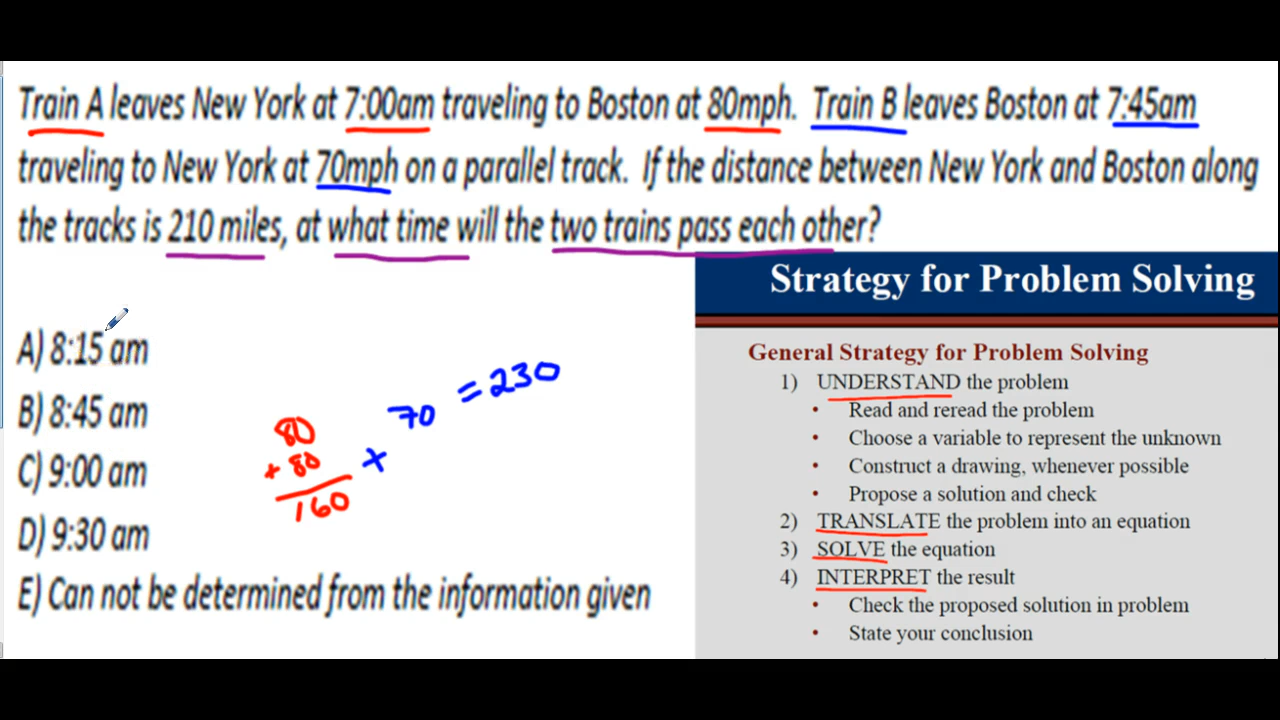 Train A leaves New York at 7:00am traveling to Boston at 80mph. Train B leaves Boston at 7:45am
traveling to New York at 70mph on a parallel track. If the distance between New York and Boston along
the tracks is 210 miles, at what time will the two trains pass each other?
A) 8:15 am
B) 8:45 am
C) 9:00 am
D) 9:30 am
E) Can not be determined from the information given
80
+ 80
160
+
70
= 230
Strategy for Problem Solving
General Strategy for Problem Solving
1) UNDERSTAND the problem
• Read and reread the problem
• Choose a variable to represent the unknown
• Construct a drawing, whenever possible
• Propose a solution and check
2) TRANSLATE the problem into an equation
3) SOLVE the equation
4) INTERPRET the result
• Check the proposed solution in problem
• State your conclusion